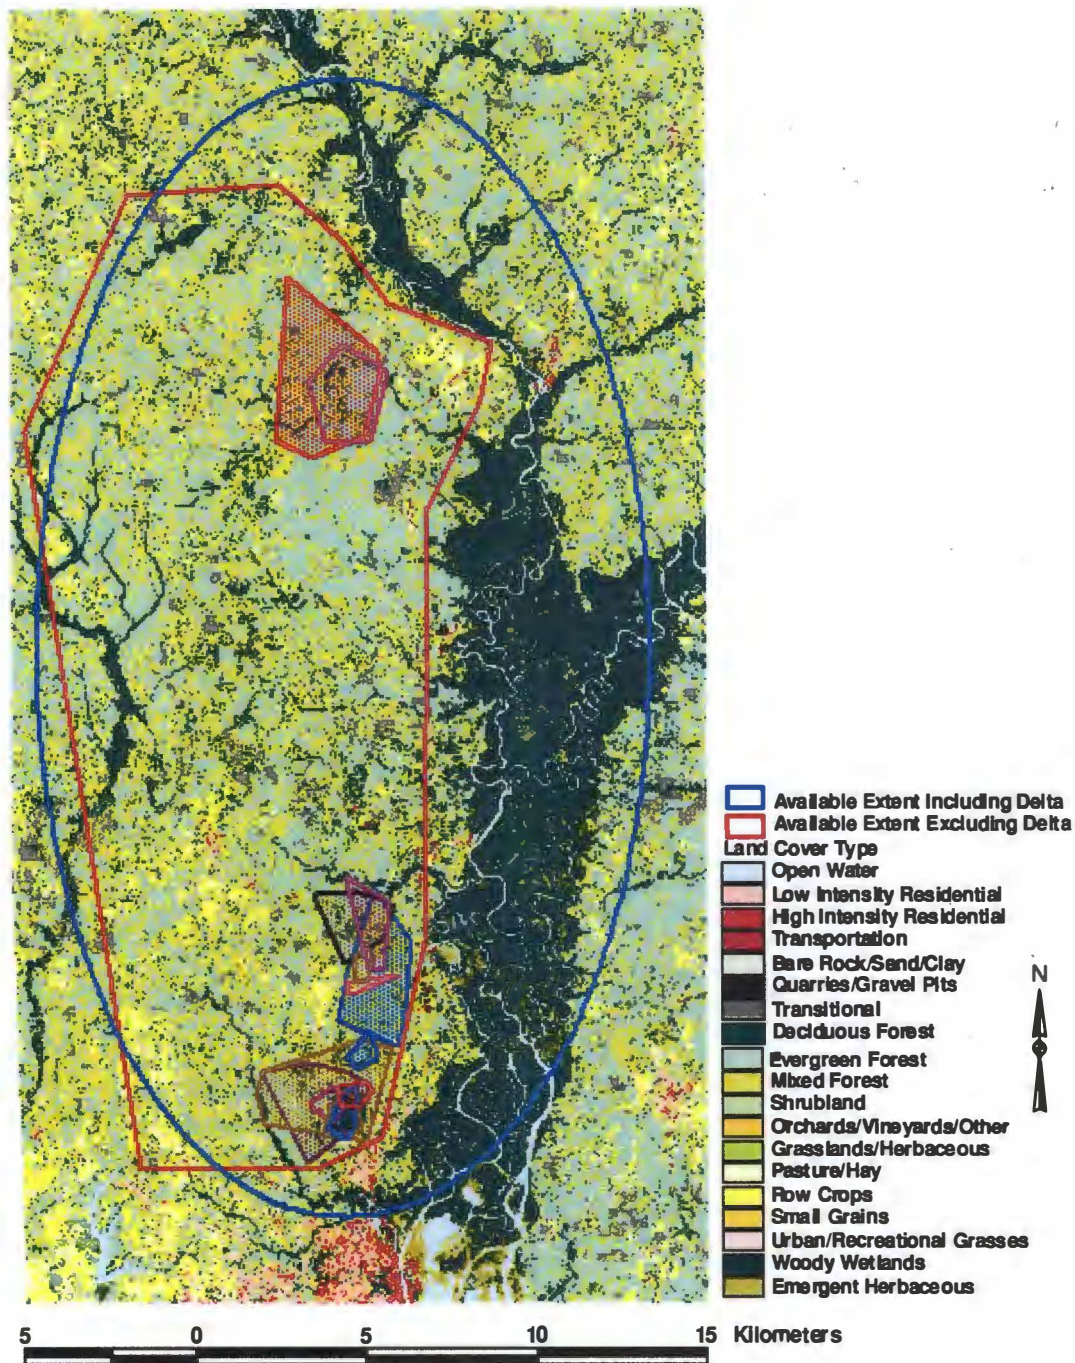 Available Extent Including Delta
Available Extent Excluding Delta
Land Cover Type
Open Water
Low Intensity Residential
High Intensity Residential
Transportation
Bare Rock/Sand/Clay
Quarries/Gravel Pits
Transitional
Deciduous Forest
Evergreen Forest
Mixed Forest
Shrubland
Orchards/Vineyards/Other
Grasslands/Herbaceous
Pasture/Hay
Row Crops
Small Grains
Urban/Recreational Grasses
Woody Wetlands
Emergent Herbaceous
N
5 0 5 10 15 Kilometers